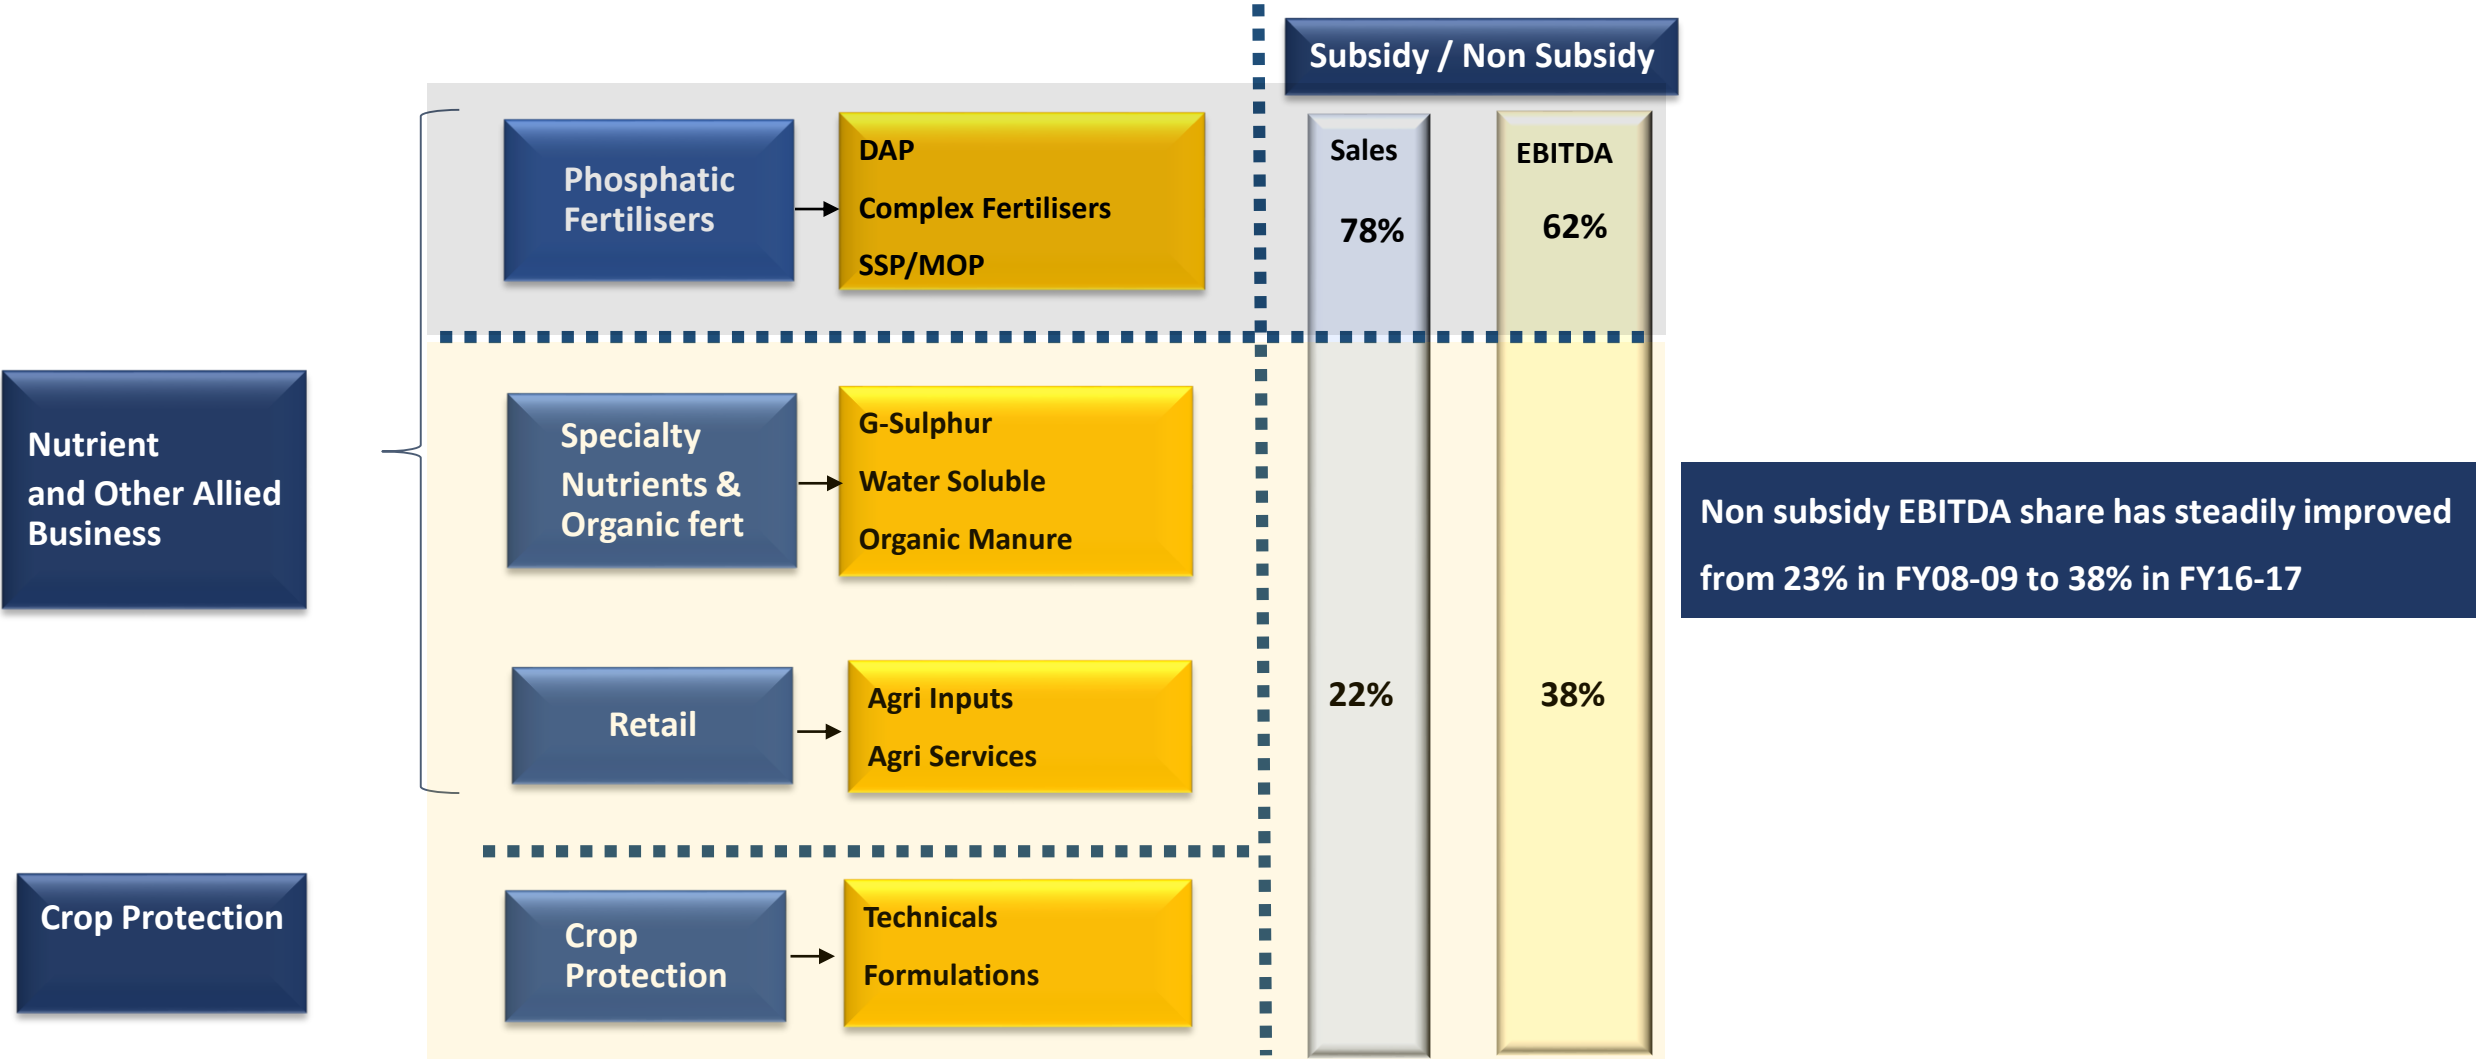 Subsidy / Non Subsidy
Phosphatic
Fertilisers
DAP
Complex Fertilisers
SSP/MOP
Sales
78%
EBITDA
62%
Nutrient
and Other Allied
Business
Specialty
Nutrients &
Organic fert
G-Sulphur
Water Soluble
Organic Manure
Non subsidy EBITDA share has steadily improved
from 23% in FY08-09 to 38% in FY16-17
Retail
Agri Inputs
Agri Services
22%
38%
Crop Protection
Crop
Protection
Technicals
Formulations